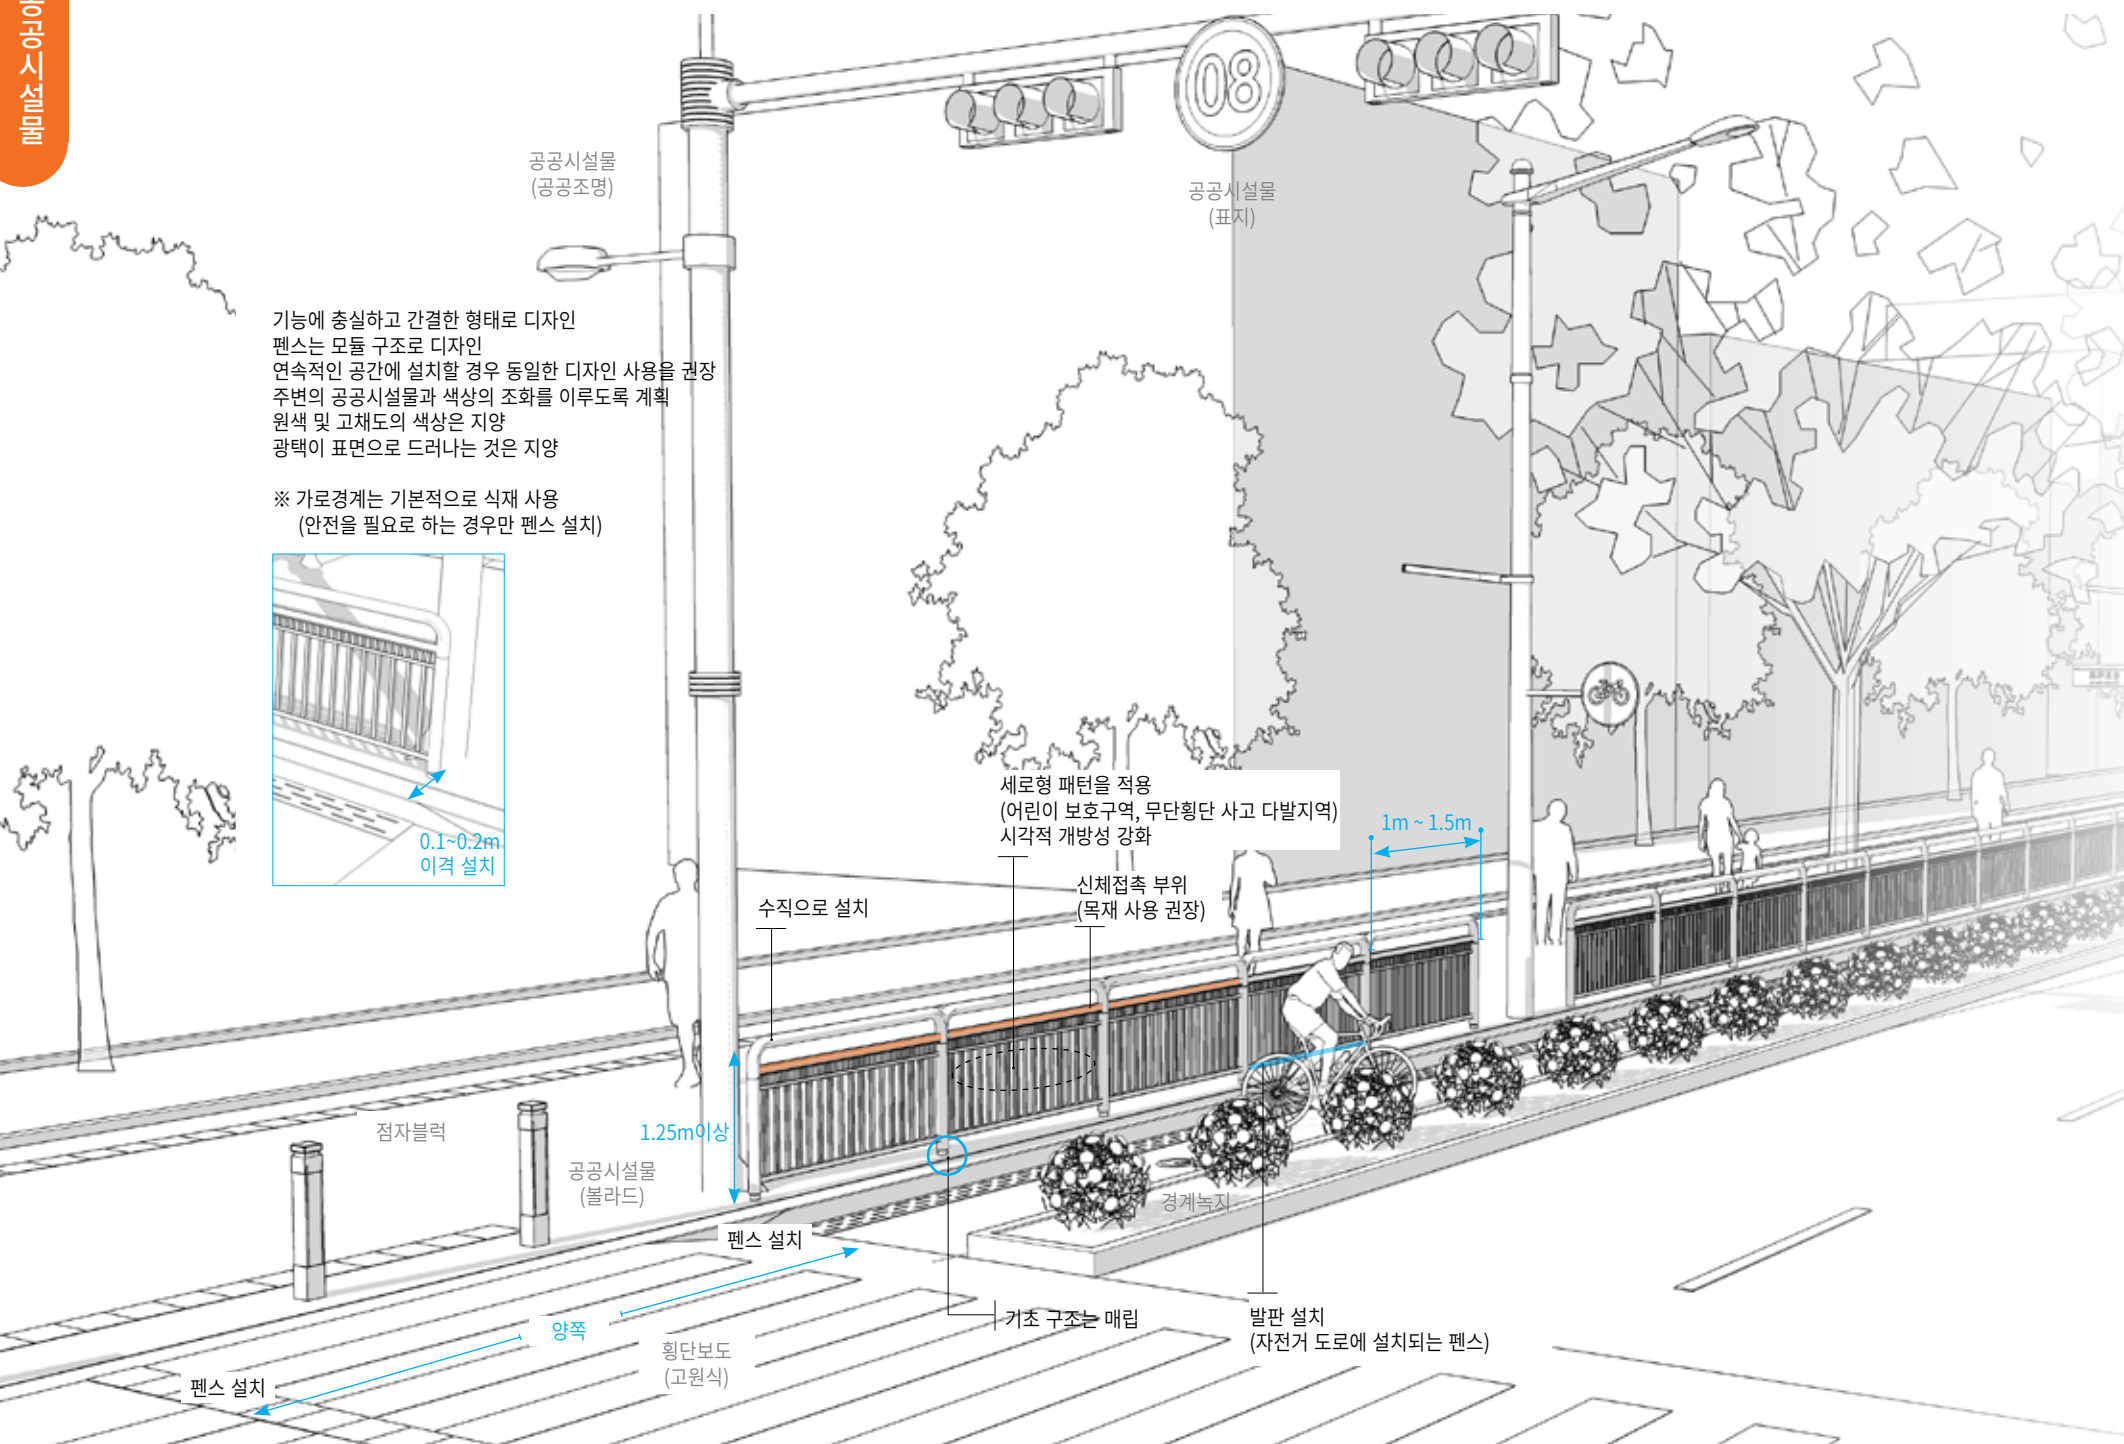 공공시설물
08
공공시설물
(공공조명)
공공시설물
(표지)
기능에 충실하고 간결한 형태로 디자인
펜스는 모듈 구조로 디자인
연속적인 공간에 설치할 경우 동일한 디자인 사용을 권장
주변의 공공시설물과 색상의 조화를 이루도록 계획
원색 및 고채도의 색상은 지양
광택이 표면으로 드러나는 것은 지양
※ 가로경계는 기본적으로 식재 사용
(안전을 필요로 하는 경우만 펜스 설치)
0.1~0.2m
이격 설치
세로형 패턴을 적용
(어린이 보호구역, 무단횡단 사고 다발지역)
시각적 개방성 강화
1m ~ 1.5m
신체접촉 부위
(목재 사용 권장)
수직으로 설치
1.25m이상
점자블럭
공공시설물
(볼라드)
경계녹지
펜스 설치
양쪽
펜스 설치
횡단보도
(고원식)
기초 구조는 매립
발판 설치
(자전거 도로에 설치되는 펜스)